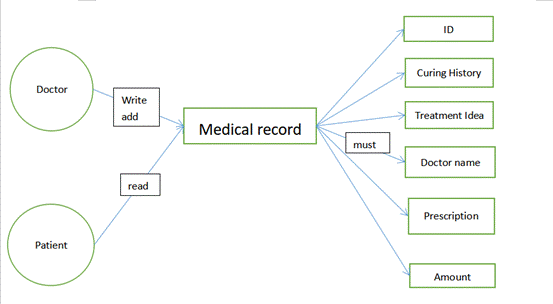 ID
Curing History
Doctor
Write
add
Treatment Idea
Medical record
must
Doctor name
read
Prescription
Patient
Amount